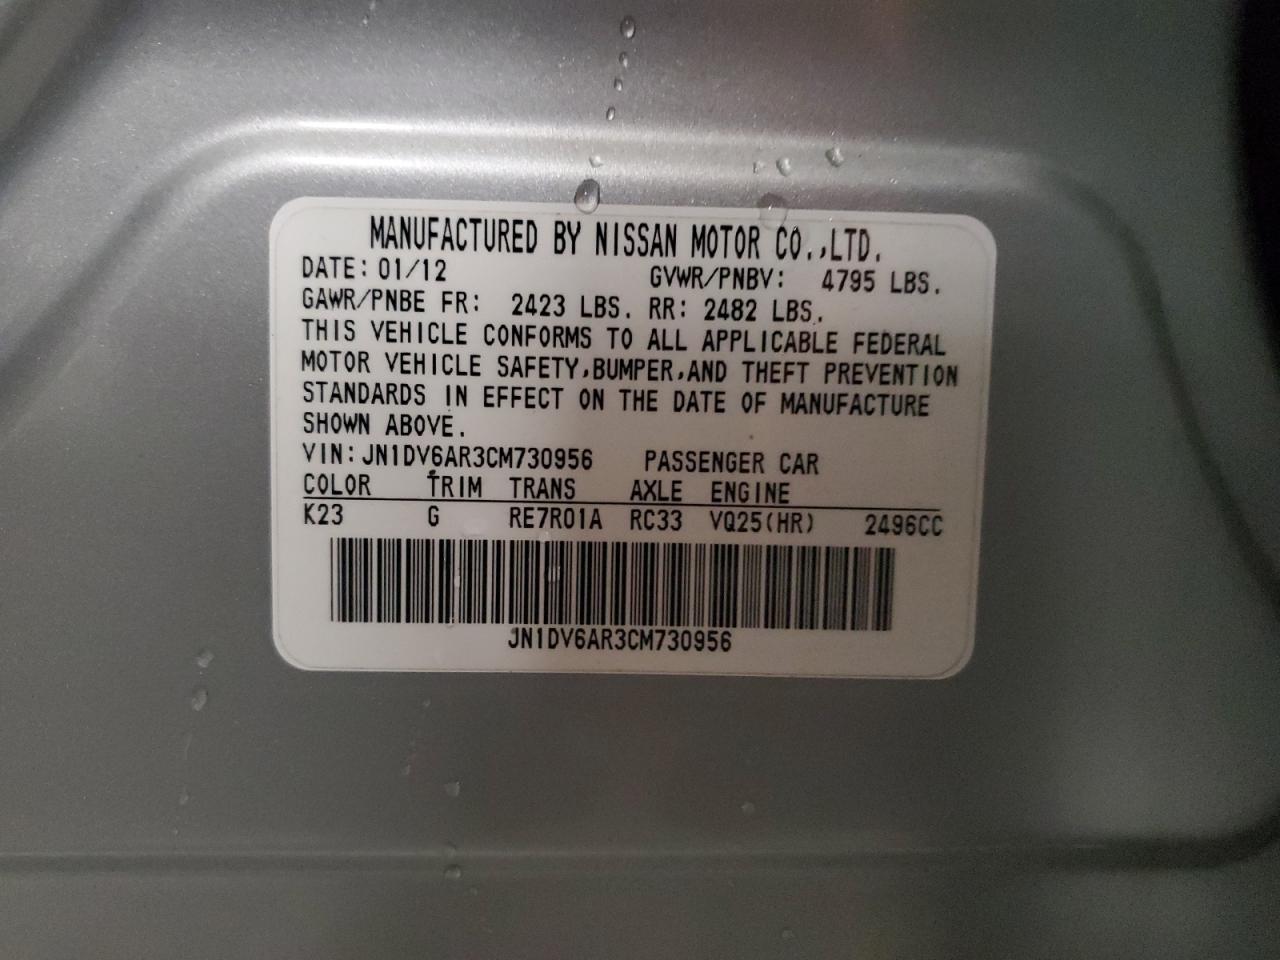 MANUFACTURED BY NISSAN MOTOR CO.,LTD.
DATE: 01/12 GVWR/PNBV: 4795 LBS.
GAWR/PNBE FR: 2423 LBS. RR: 2482 LBS.
THIS VEHICLE CONFORMS TO ALL APPLICABLE FEDERAL
MOTOR VEHICLE SAFETY,BUMPER,AND THEFT PREVENTION
STANDARDS IN EFFECT ON THE DATE OF MANUFACTURE
SHOWN ABOVE.
VIN: JN1DV6AR3CM730956 PASSENGER CAR
COLOR TRIM TRANS AXLE ENGINE
K23 G RE7R01A RC33 VQ25(HR) 2496CC
JN1DV6AR3CM730956